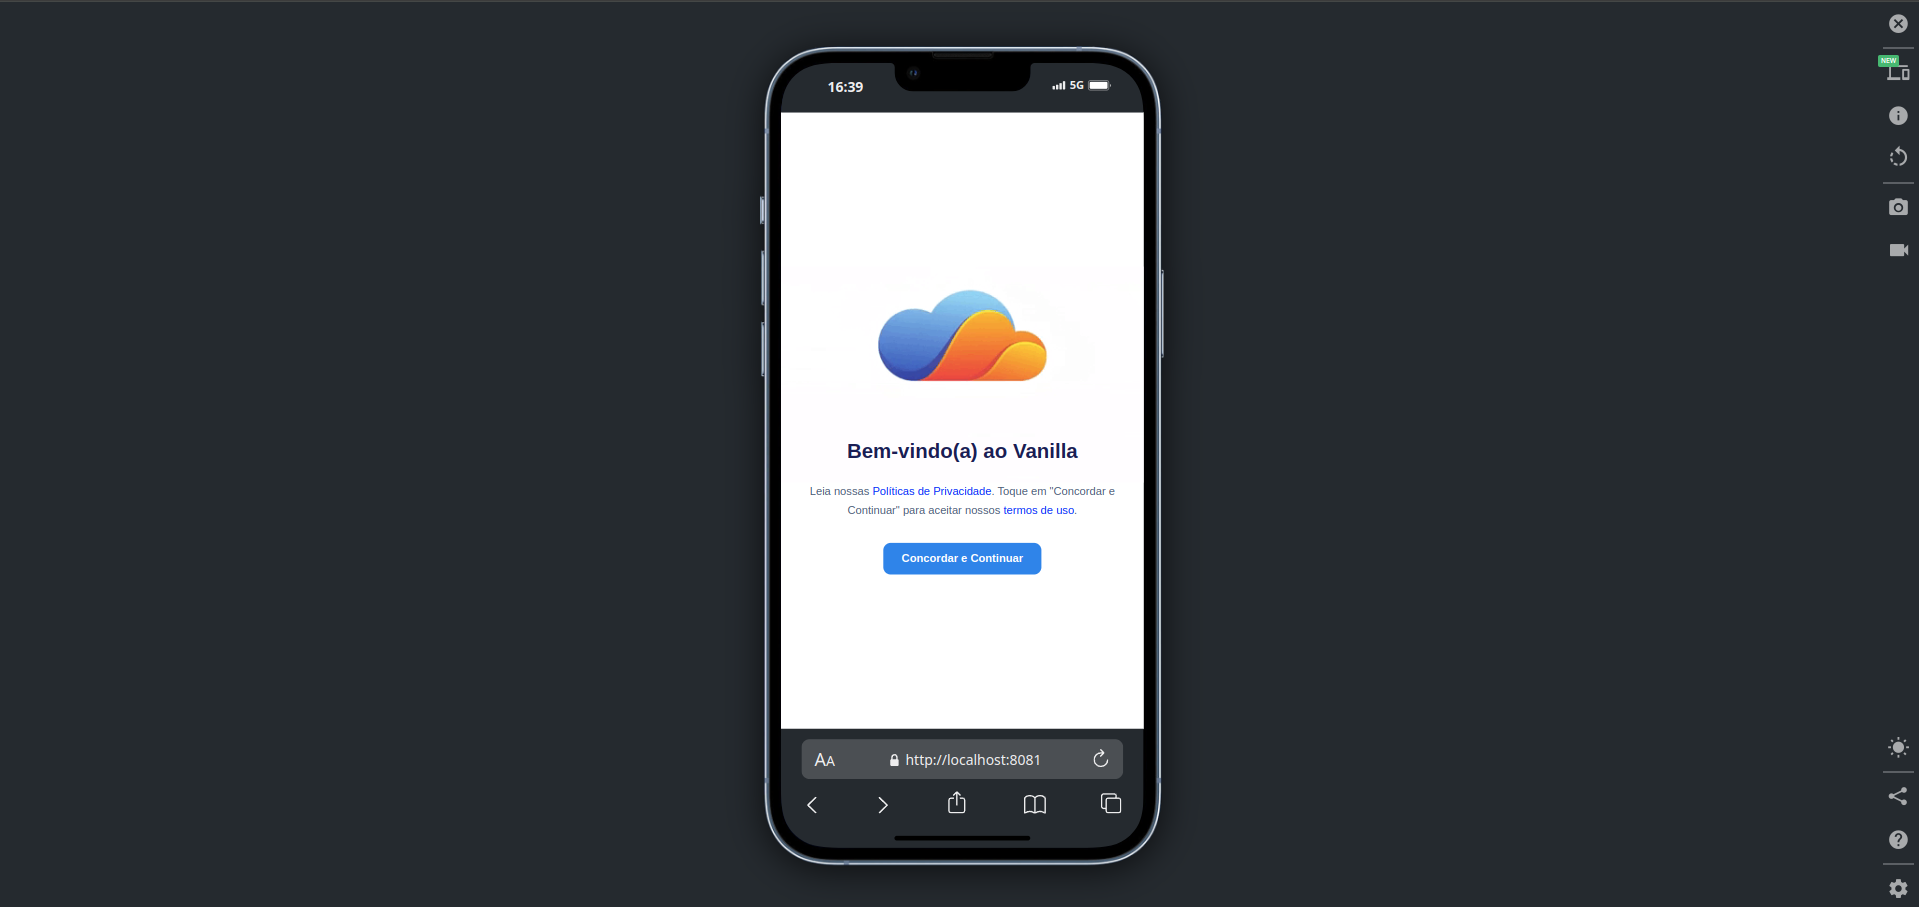 NEW
16:39
5G
Bem-vindo(a) ao Vanilla
Leia nossas Políticas de Privacidade. Toque em "Concordar e
Continuar" para aceitar nossos termos de uso.
Concordar e Continuar
AA http://localhost:8081